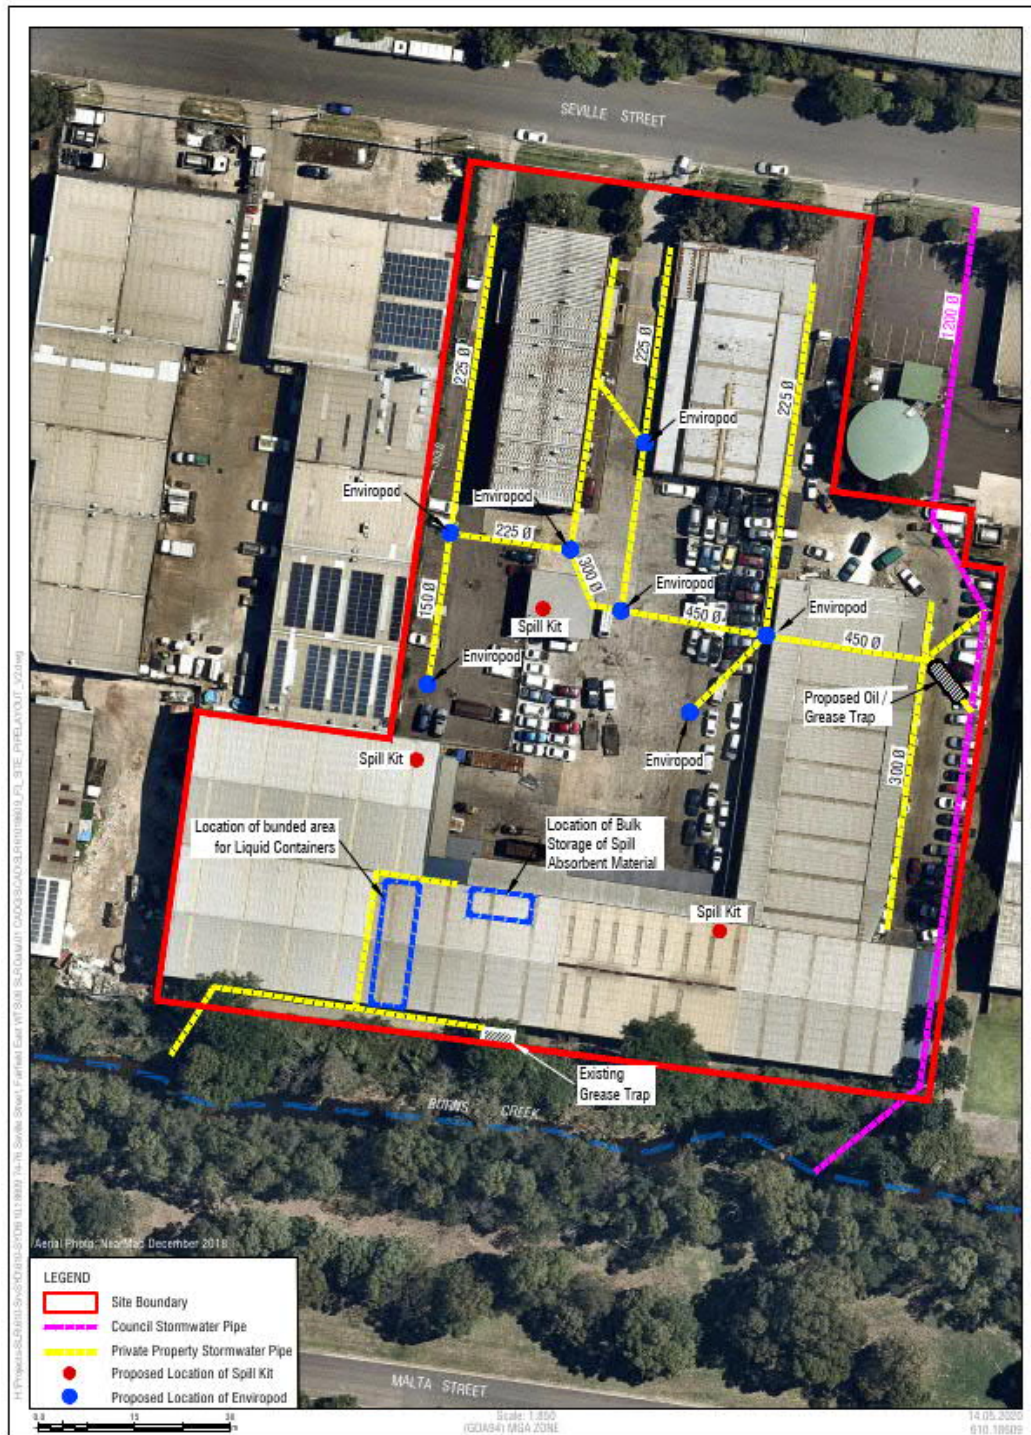 SEVILLE STREET
1200 Ø
225 Ø
225 Ø
225 Ø
Enviropod
Enviropod
Enviropod
225 Ø
300 Ø
150 Ø
Enviropod
450 Ø
Enviropod
450 Ø
Spill Kit
Enviropod
Proposed Oil /
Grease Trap
Enviropod
Spill Kit
300 Ø
Location of bunded area
for Liquid Containers
Location of Bulk
Storage of Spill
Absorbent Material
Spill Kit
Existing
Grease Trap
BURNS CREEK
Aerial Photo: NearMap December 2018
LEGEND
Site Boundary
Council Stormwater Pipe
Private Property Stormwater Pipe
Proposed Location of Spill Kit
Proposed Location of Enviropod
MALTA STREET
0.0 15 30
m
Scale: 1:850
(GDA94) MGA ZONE
14.05.2020
610.18609